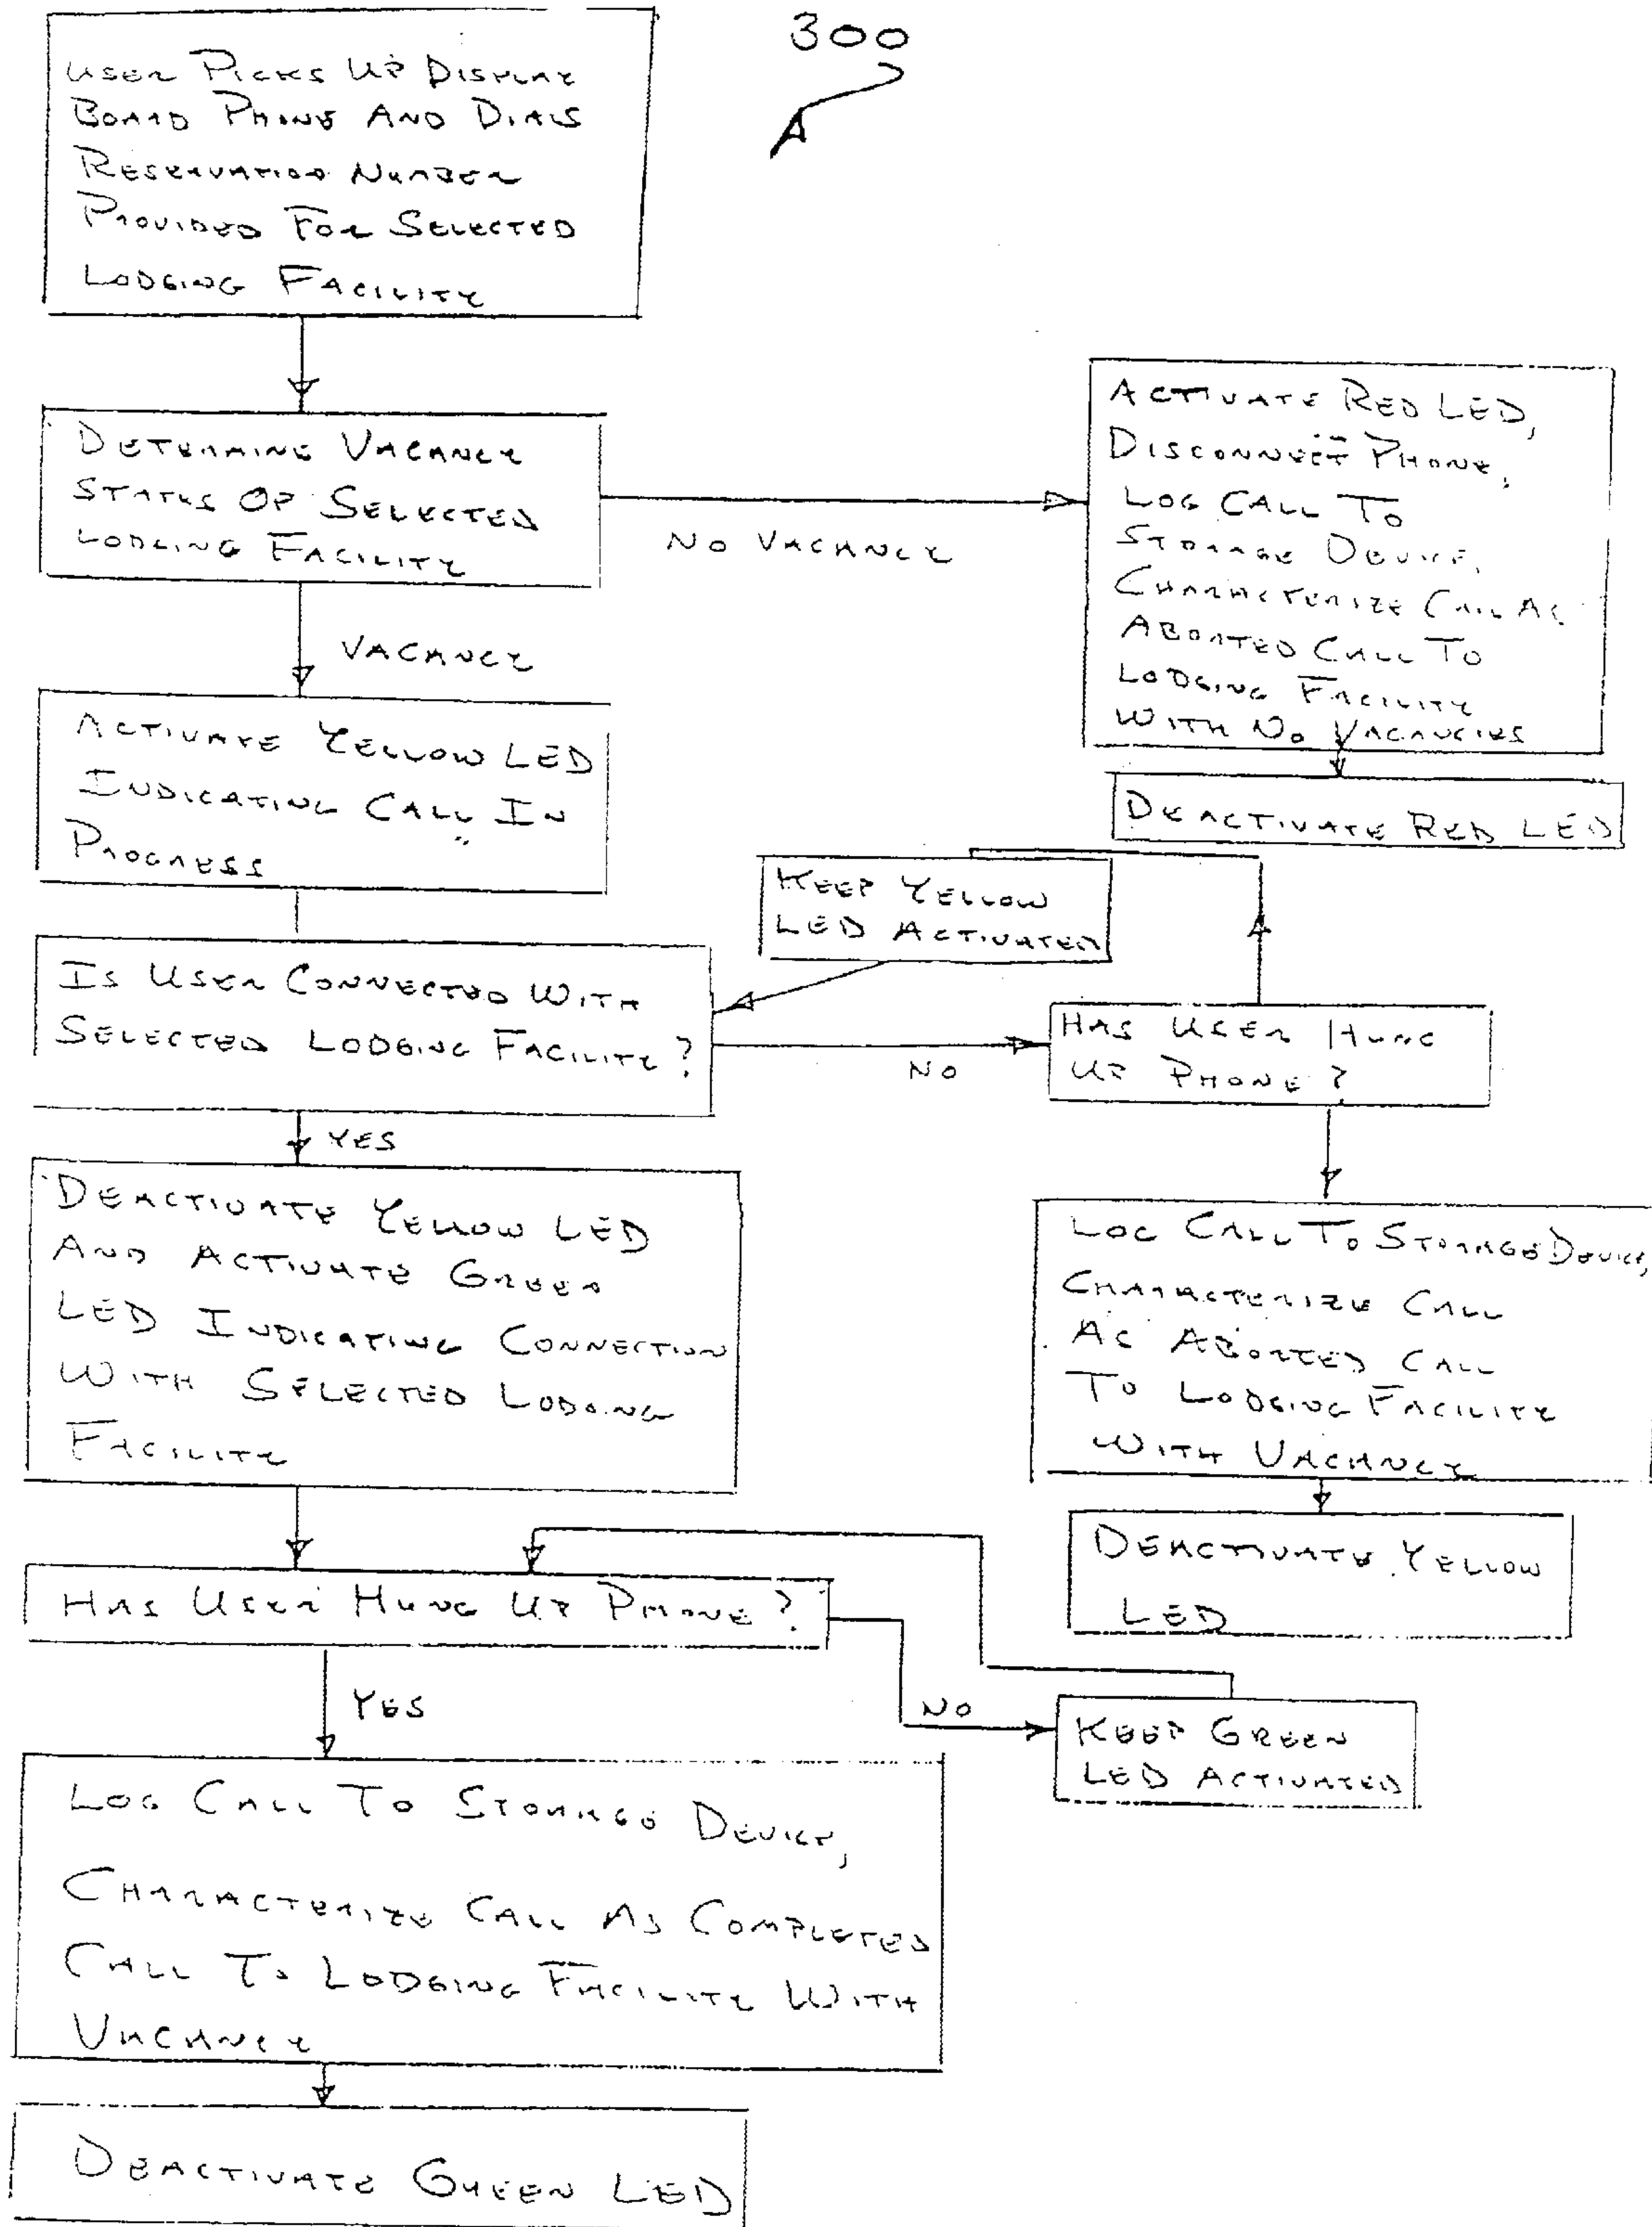 300
USER PICKS UP DISPLAY
BOARD PHONE AND DIALS
RESERVATION NUMBER
PROVIDED FOR SELECTED
LODGING FACILITY
DETERMINE VACANCY
STATUS OF SELECTED
LODGING FACILITY
NO VACANCY
ACTIVATE RED LED,
DISCONNECT PHONE,
LOG CALL TO
STORAGE DEVICE,
CHARACTERIZE CALL AS
ABORTED CALL TO
LODGING FACILITY
WITH NO VACANCIES
DEACTIVATE RED LED
VACANCY
ACTIVATE YELLOW LED
INDICATING CALL IN
PROGRESS
KEEP YELLOW
LED ACTIVATED
IS USER CONNECTED WITH
SELECTED LODGING FACILITY?
NO
HAS USER HUNG
UP PHONE?
YES
DEACTIVATE YELLOW LED
AND ACTIVATE GREEN
LED INDICATING CONNECTION
WITH SELECTED LODGING
FACILITY
LOG CALL TO STORAGE DEVICE,
CHARACTERIZE CALL
AS ABORTED CALL
TO LODGING FACILITY
WITH VACANCY
DEACTIVATE YELLOW
LED
HAS USER HUNG UP PHONE?
YES
NO
KEEP GREEN
LED ACTIVATED
LOG CALL TO STORAGE DEVICE,
CHARACTERIZE CALL AS COMPLETED
CALL TO LODGING FACILITY WITH
VACANCY
DEACTIVATE GREEN LED